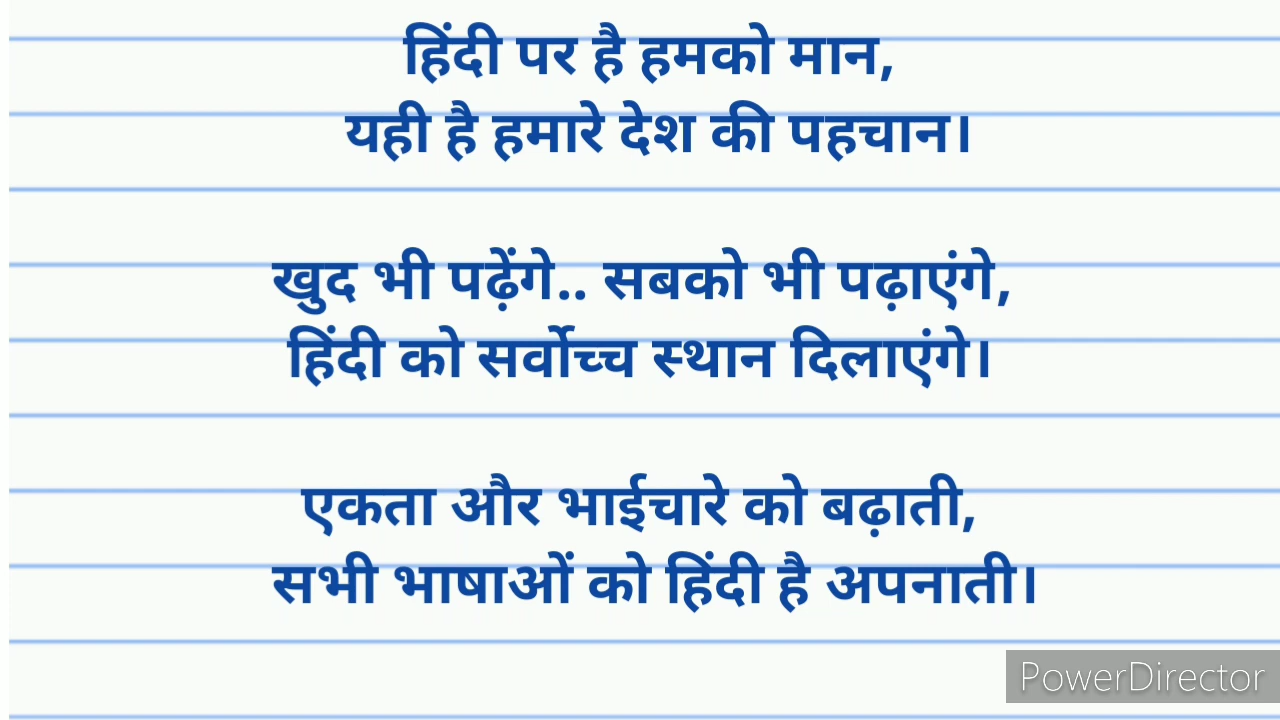 हिंदी पर है हमको मान,
यही है हमारे देश की पहचान।
खुद भी पढ़ेंगे.. सबको भी पढ़ाएंगे,
हिंदी को सर्वोच्च स्थान दिलाएंगे।
एकता और भाईचारे को बढ़ाती,
सभी भाषाओं को हिंदी है अपनाती।
PowerDirector